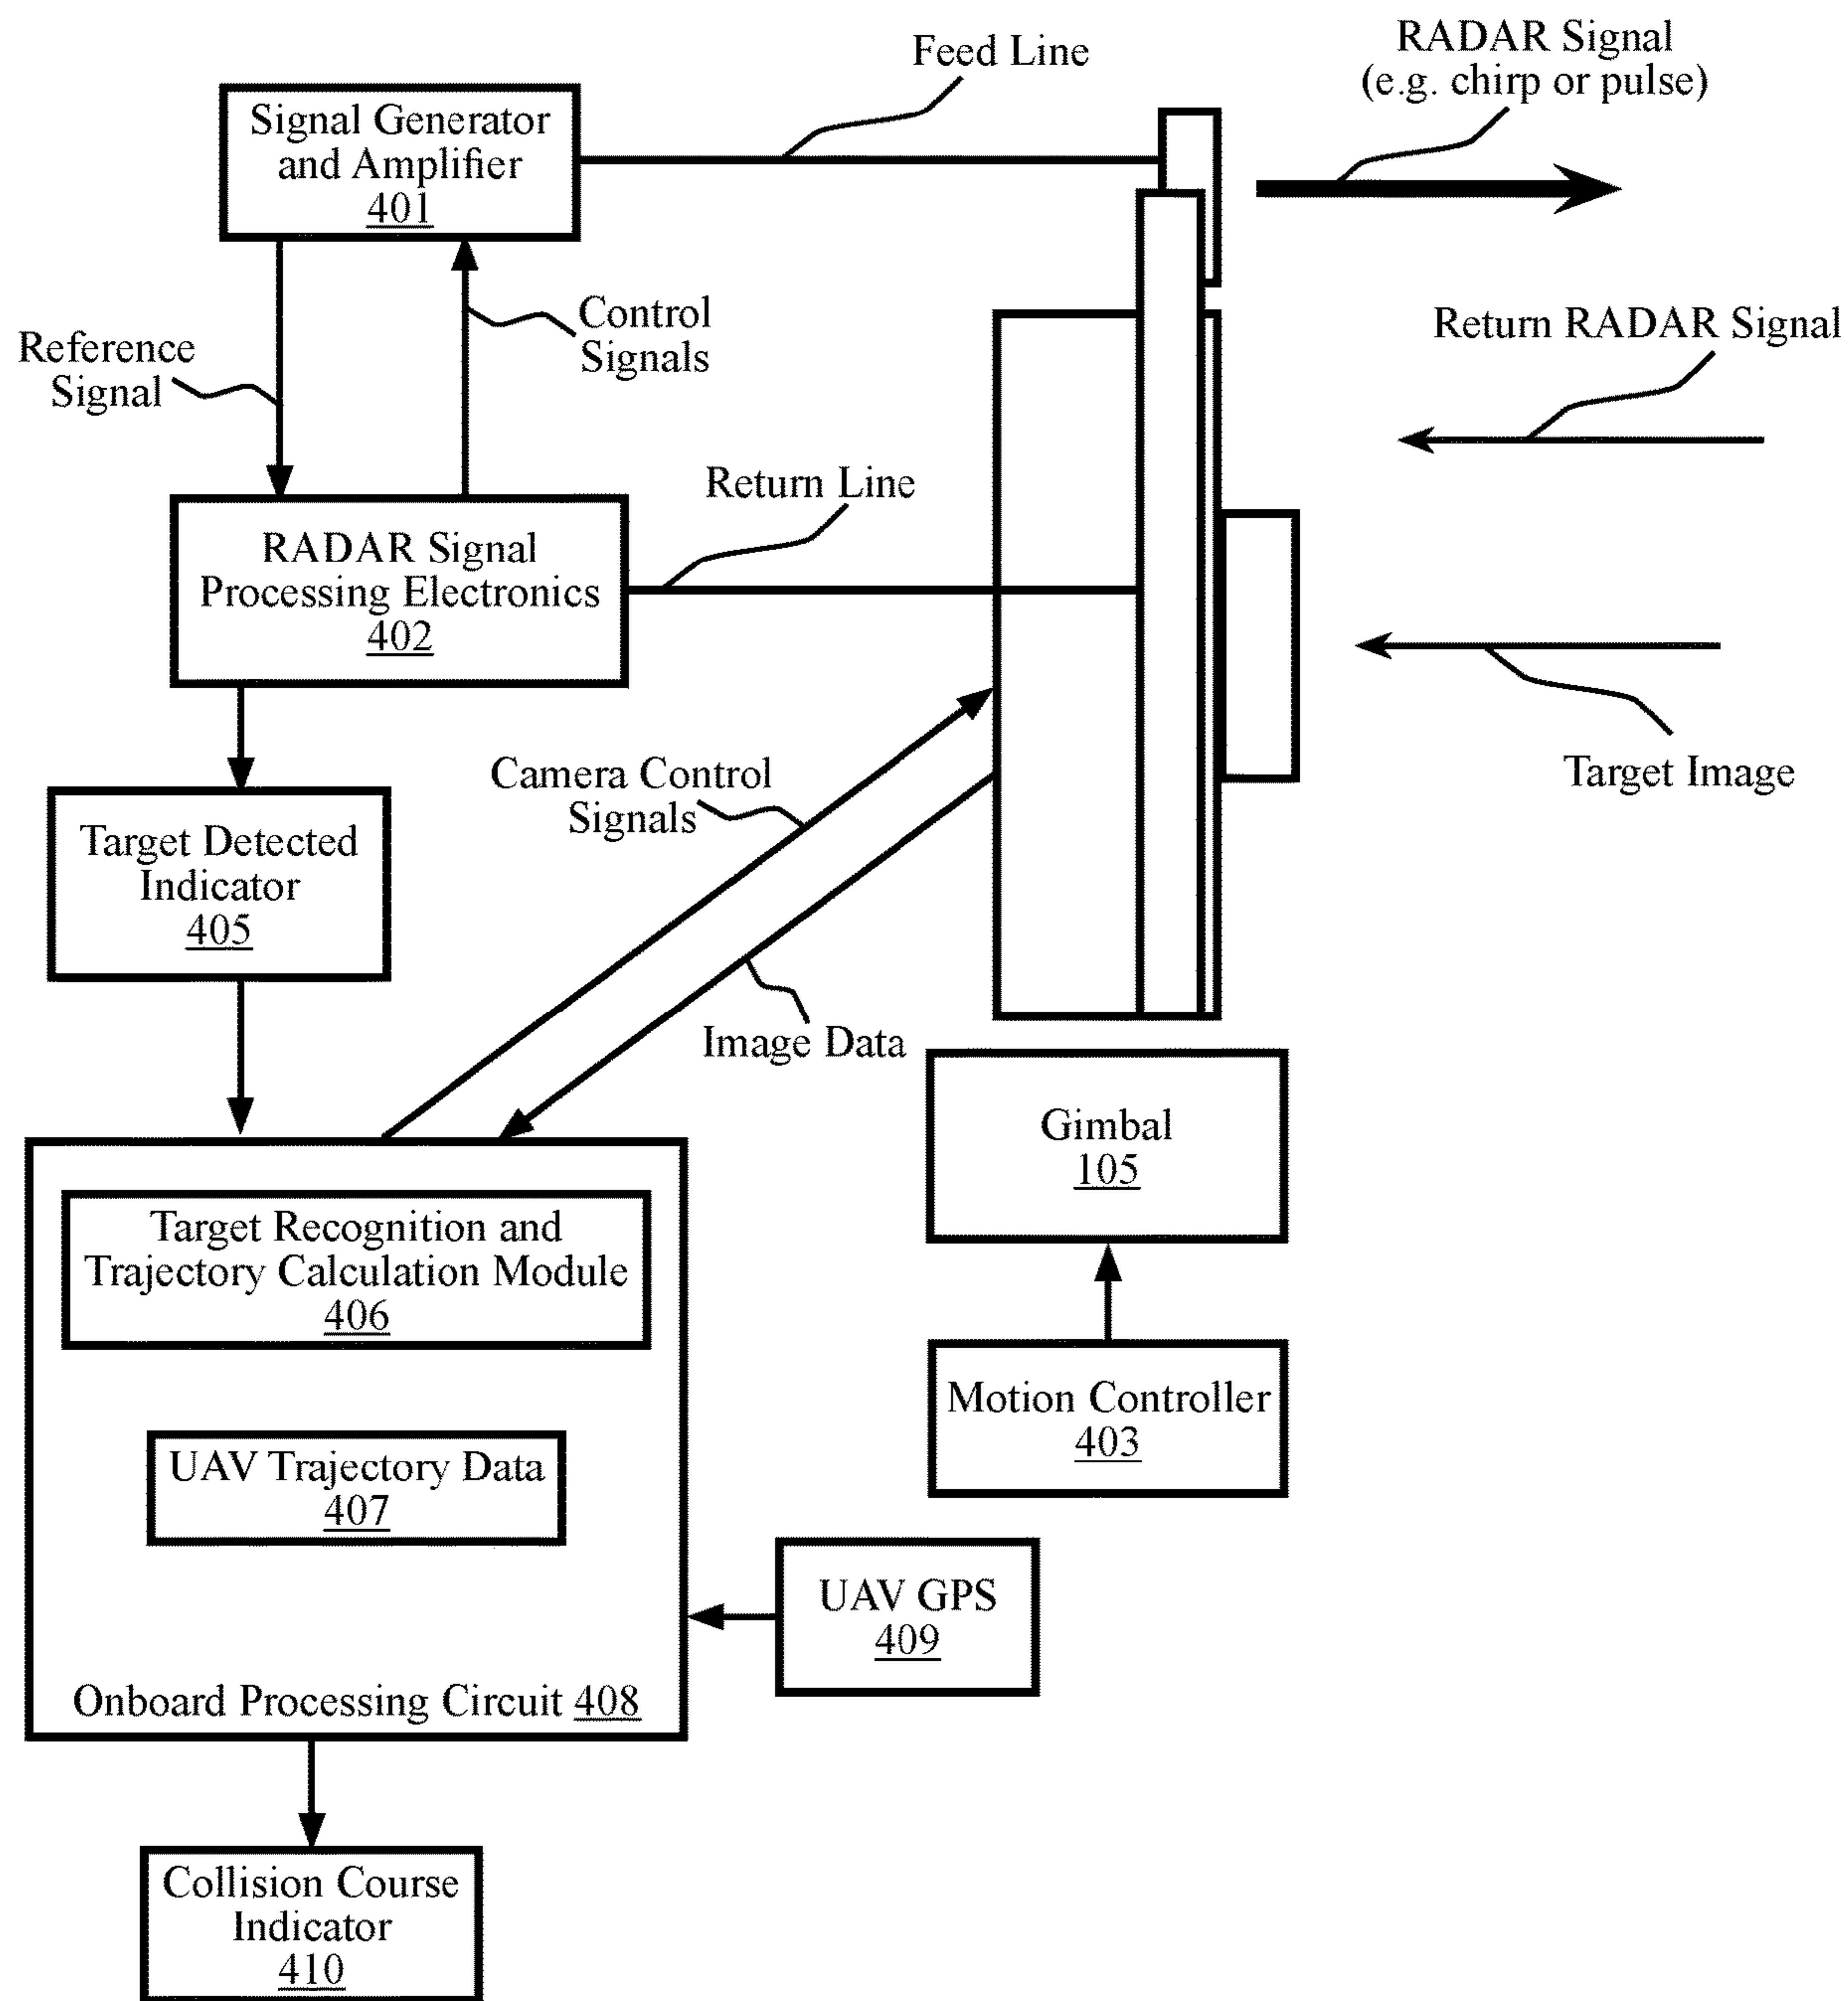 Feed Line
RADAR Signal
(e.g. chirp or pulse)
Signal Generator
and Amplifier
401
Reference
Signal
Control
Signals
Return RADAR Signal
Return Line
RADAR Signal
Processing Electronics
402
Target Image
Camera Control
Signals
Target Detected
Indicator
405
Image Data
Gimbal
105
Target Recognition and
Trajectory Calculation Module
406
Motion Controller
403
UAV Trajectory Data
407
UAV GPS
409
Onboard Processing Circuit 408
Collision Course
Indicator
410